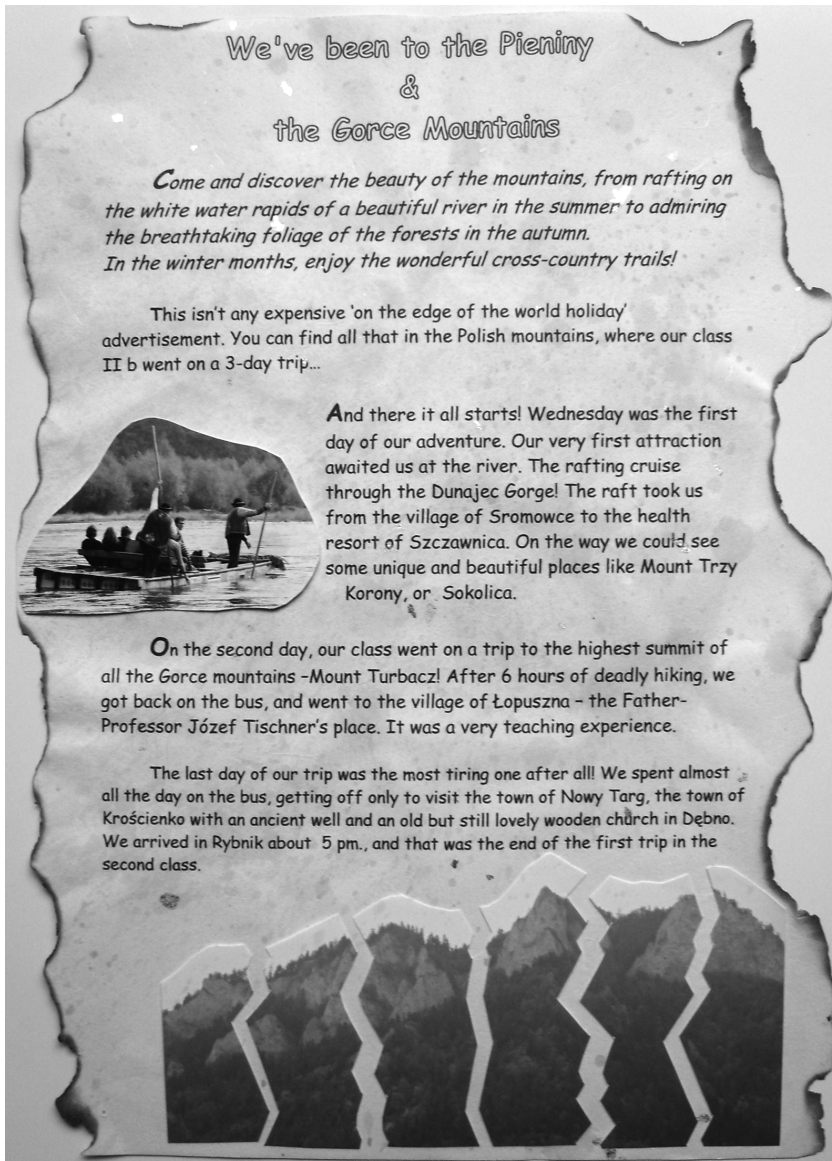 We've been to the Pieniny
&
the Gorce Mountains
Come and discover the beauty of the mountains, from rafting on
the white water rapids of a beautiful river in the summer to admiring
the breathtaking foliage of the forests in the autumn.
In the winter months, enjoy the wonderful cross-country trails!
This isn't any expensive 'on the edge of the world holiday'
advertisement. You can find all that in the Polish mountains, where our class
II b went on a 3-day trip...
And there it all starts! Wednesday was the first
day of our adventure. Our very first attraction
awaited us at the river. The rafting cruise
through the Dunajec Gorge! The raft took us
from the village of Sromowce to the health
resort of Szczawnica. On the way we could see
some unique and beautiful places like Mount Trzy
Korony, or Sokolica.
On the second day, our class went on a trip to the highest summit of
all the Gorce mountains –Mount Turbacz! After 6 hours of deadly hiking, we
got back on the bus, and went to the village of Łopuszna – the Father-
Professor Józef Tischner's place. It was a very teaching experience.
The last day of our trip was the most tiring one after all! We spent almost
all the day on the bus, getting off only to visit the town of Nowy Targ, the town of
Krościenko with an ancient well and an old but still lovely wooden church in Dębno.
We arrived in Rybnik about 5 pm., and that was the end of the first trip in the
second class.